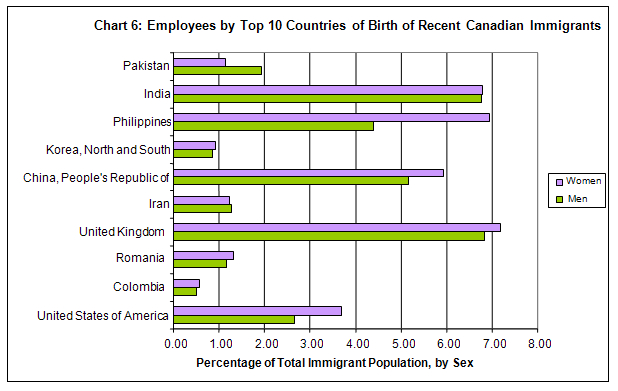 Chart 6: Employees by Top 10 Countries of Birth of Recent Canadian Immigrants
Pakistan
India
Philippines
Korea, North and South
China, People's Republic of
Iran
United Kingdom
Romania
Colombia
United States of America
Women
Men
0.00 1.00 2.00 3.00 4.00 5.00 6.00 7.00 8.00
Percentage of Total Immigrant Population, by Sex